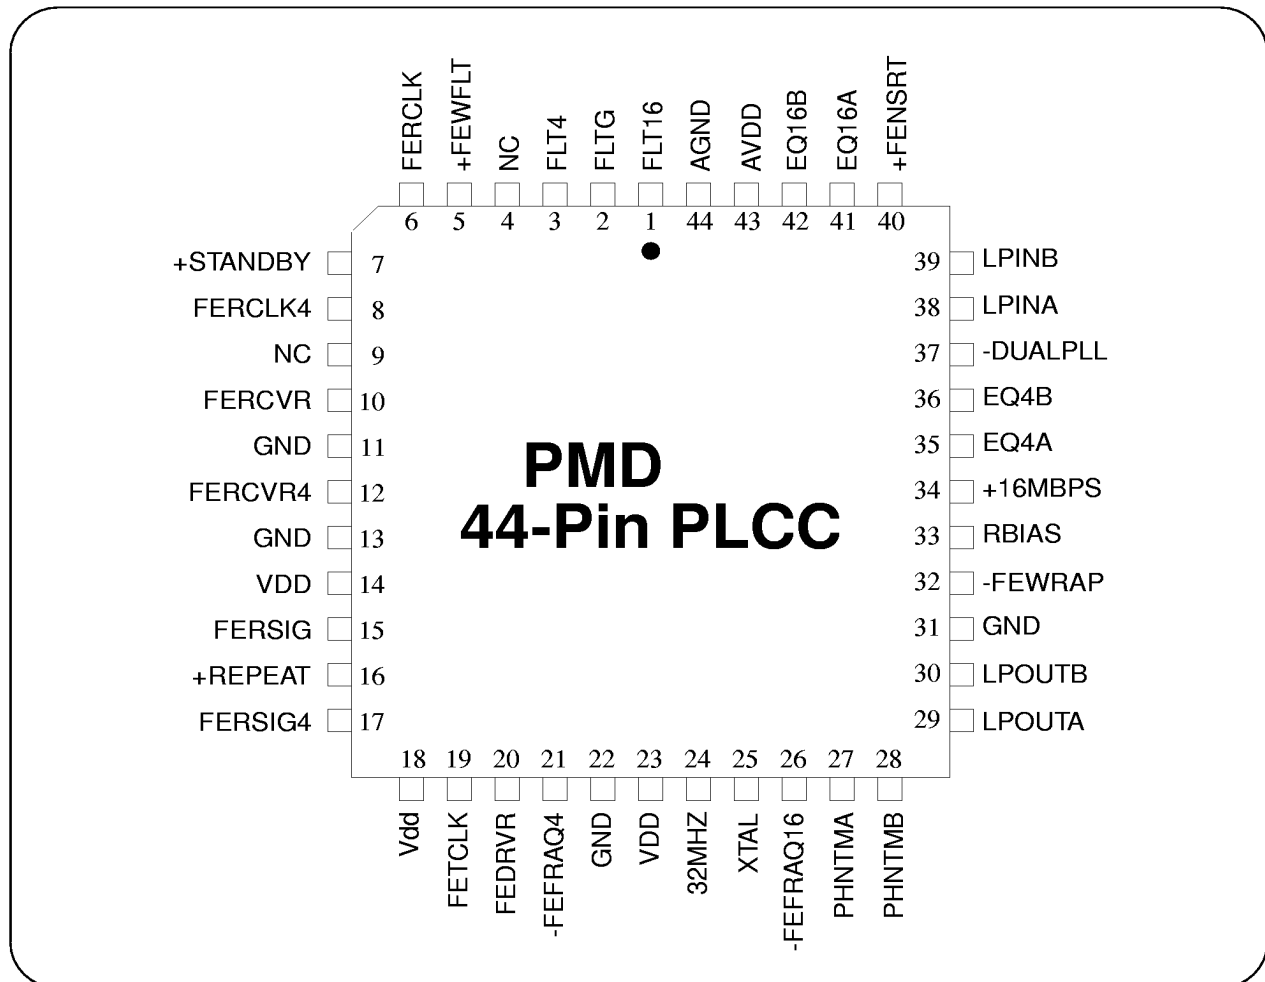 FERCLK
+FEWFLT
NC
FLT4
FLTG
FLT16
AGND
AVDD
EQ16B
EQ16A
+FENSRT
6 5 4 3 2 1 44 43 42 41 40
+STANDBY 7
FERCLK4 8
NC 9
FERCVR 10
GND 11
FERCVR4 12
GND 13
VDD 14
FERSIG 15
+REPEAT 16
FERSIG4 17
PMD
44-Pin PLCC
39 LPINB
38 LPINA
37 -DUALPLL
36 EQ4B
35 EQ4A
34 +16MBPS
33 RBIAS
32 -FEWRAP
31 GND
30 LPOUTB
29 LPOUTA
18 19 20 21 22 23 24 25 26 27 28
Vdd
FETCLK
FEDRVR
-FEFRAQ4
GND
VDD
32MHZ
XTAL
-FEFRAQ16
PHNTMA
PHNTMB